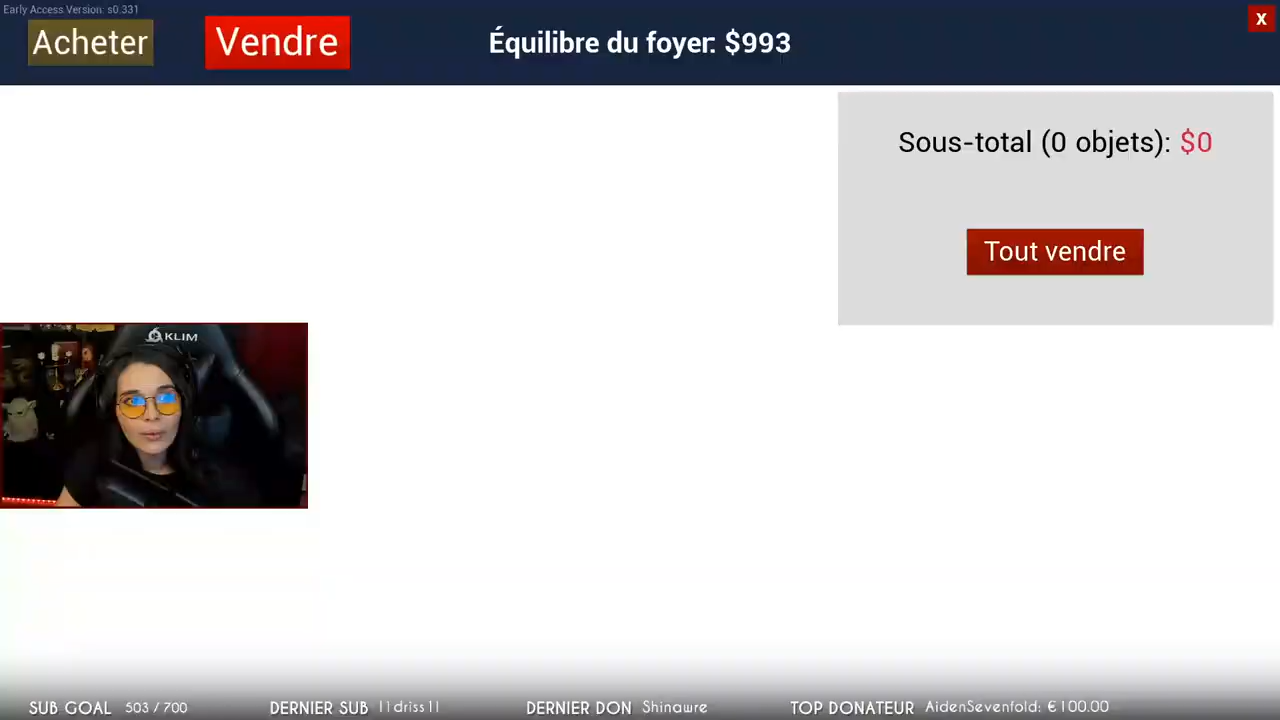 Early Access Version: s0.331
Acheter
Vendre
Équilibre du foyer: $993
X
Sous-total (0 objets): $0
Tout vendre
KLIM
SUB GOAL 503 / 700
DERNIER SUB lldrissll
DERNIER DON Shinawre
TOP DONATEUR AidenSevenfold: €100.00